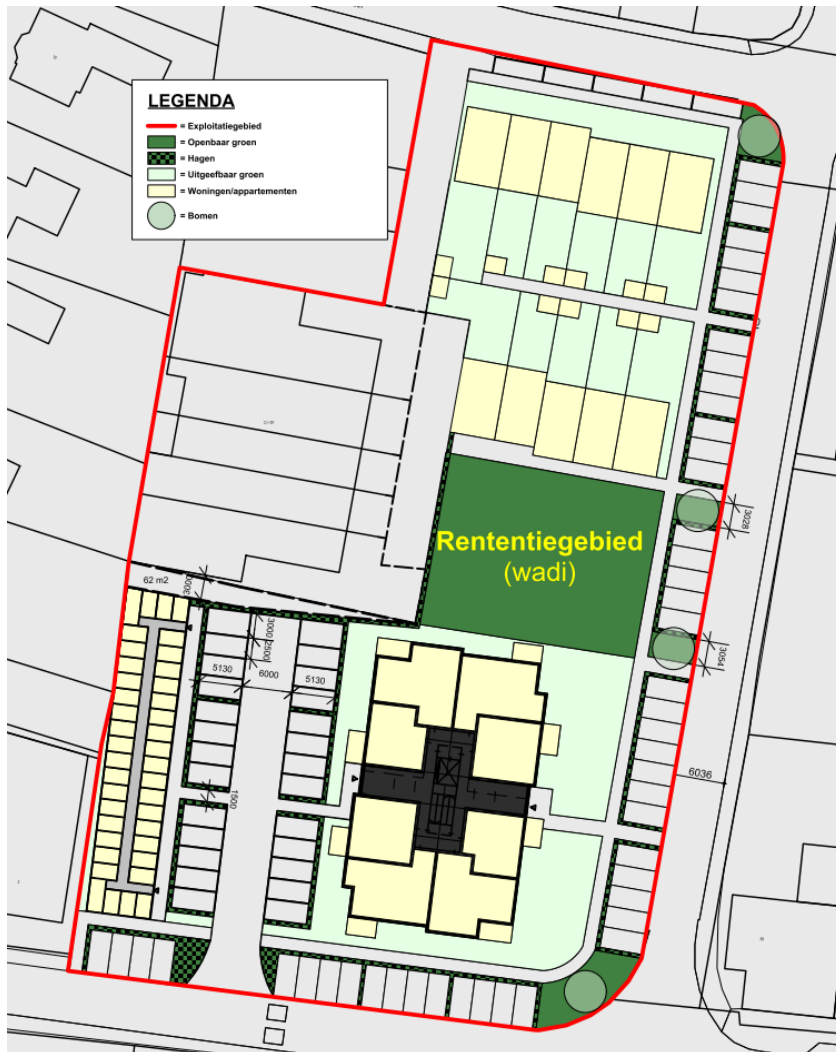 LEGENDA
= Exploitatiegebied
= Openbaar groen
= Hagen
= Uitgeefbaar groen
= Woningen/appartementen
= Bomen
Rententiegebied
(wadi)
3028
3054
62 m2
3000
3000
2500
5130
6000
5130
1500
6036